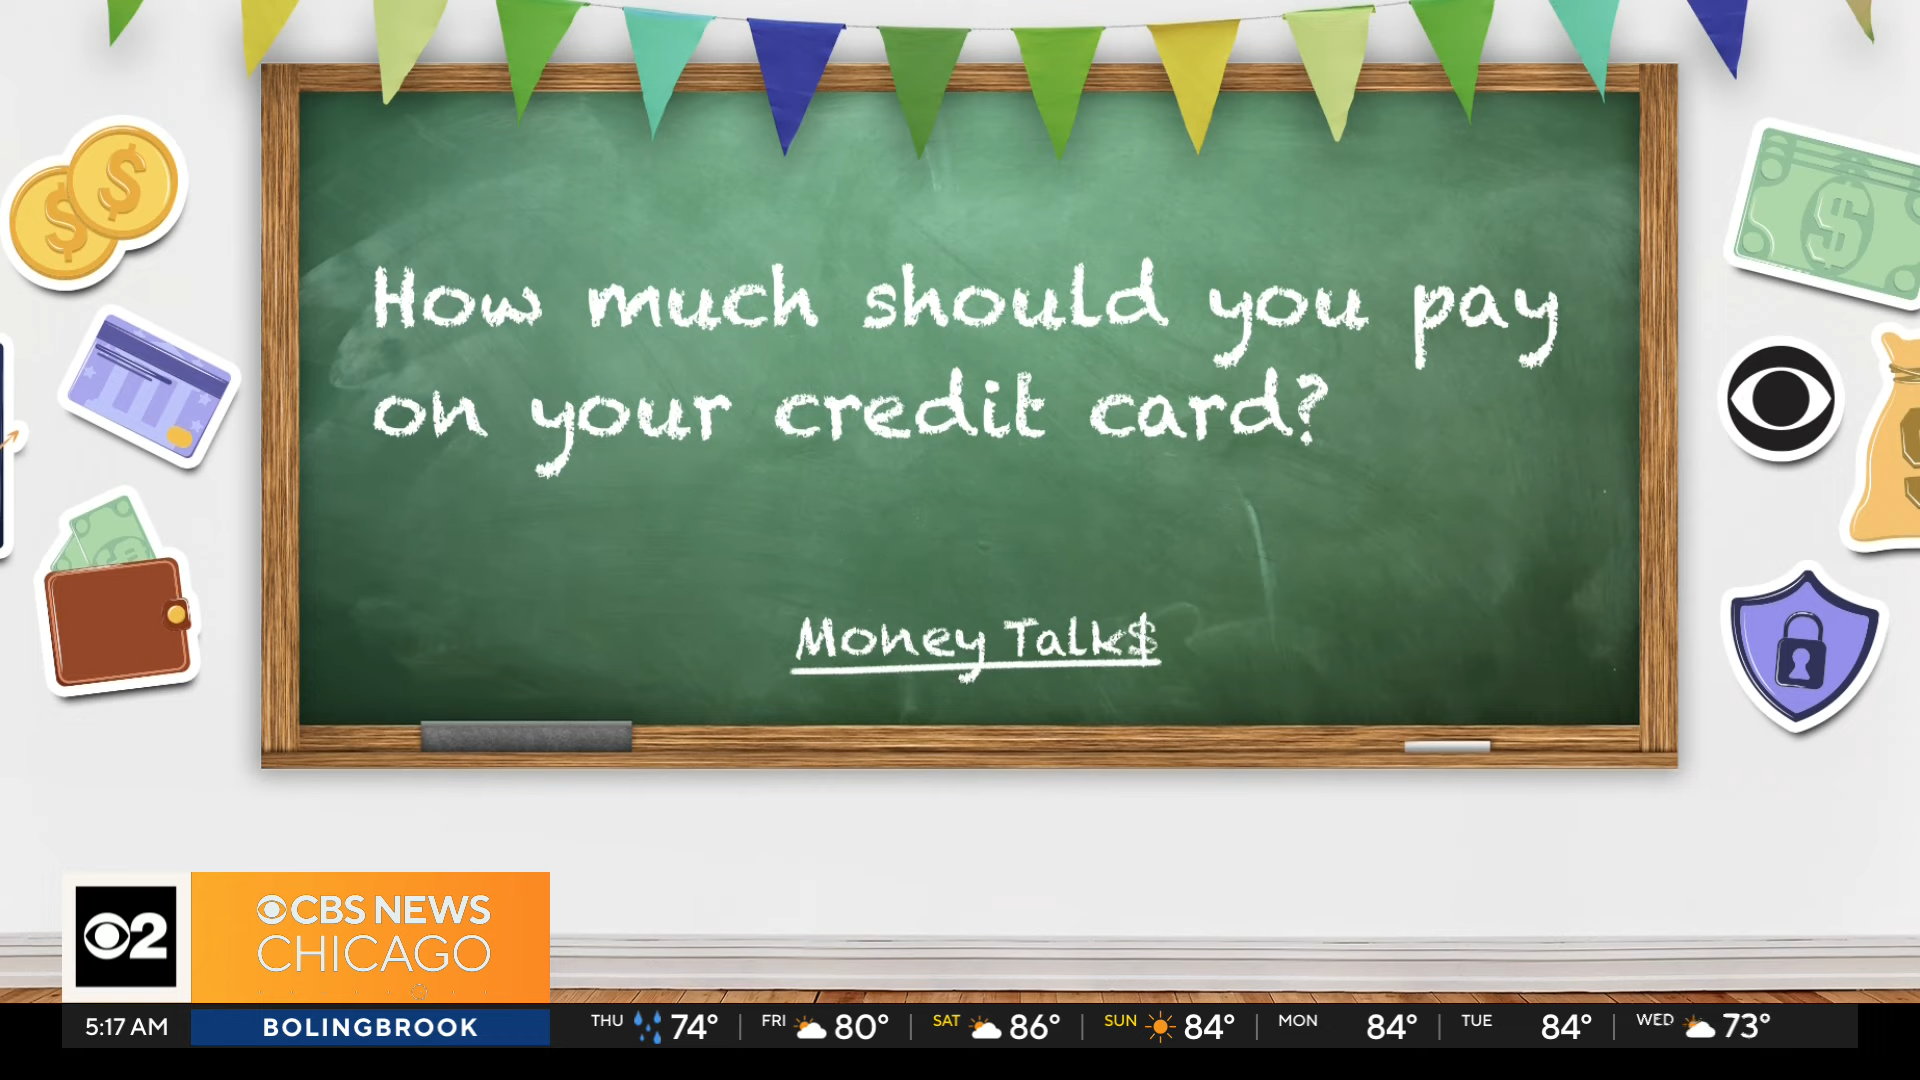 How much should you pay
on your credit card?
Money Talk$
2
CBS NEWS
CHICAGO
5:17 AM BOLINGBROOK THU 74° | FRI 80° | SAT 86° | SUN 84° | MON 84° | TUE 84° | WED 73°